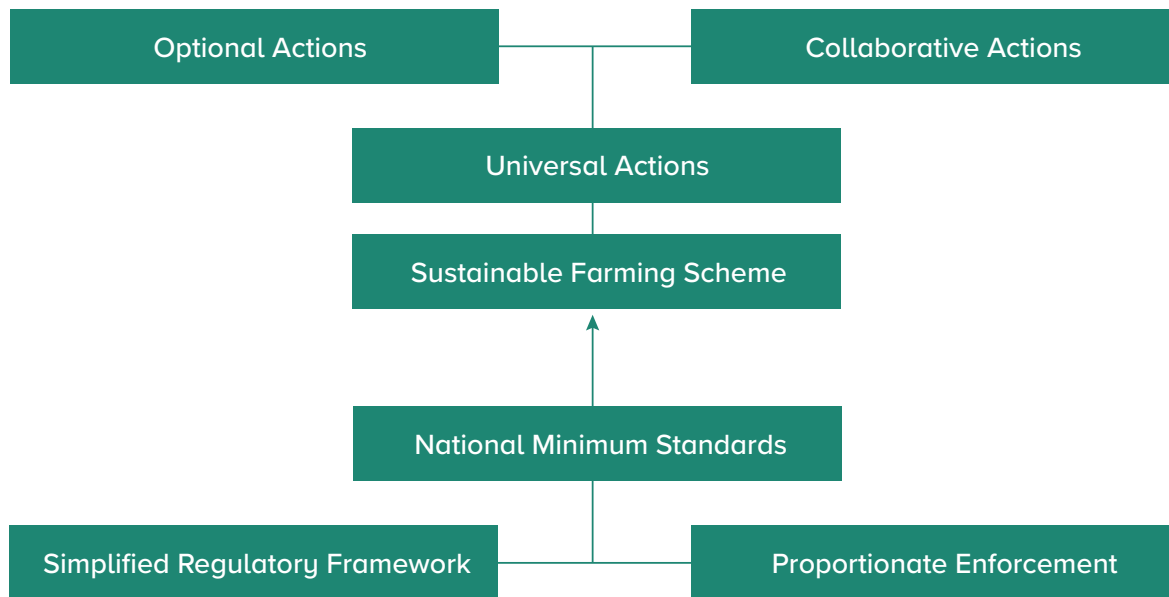 Optional Actions
Collaborative Actions
Universal Actions
Sustainable Farming Scheme
National Minimum Standards
Simplified Regulatory Framework
Proportionate Enforcement